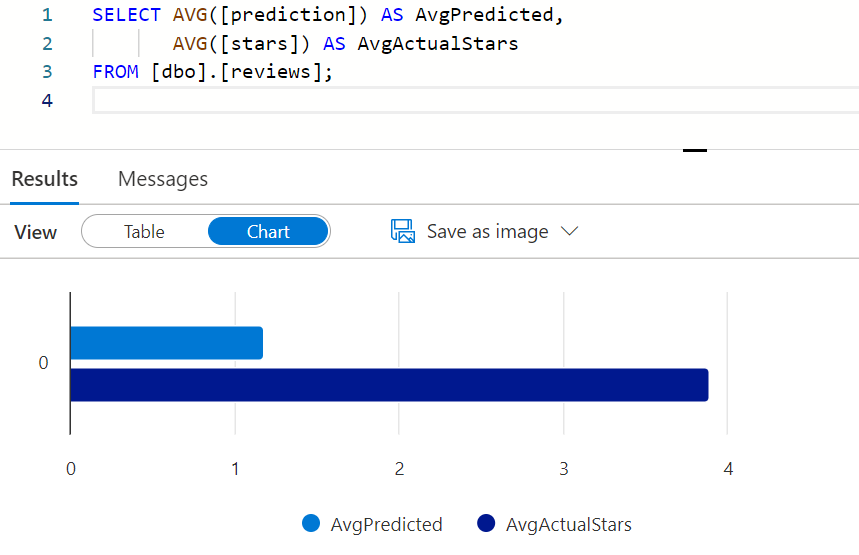 1 SELECT AVG([prediction]) AS AvgPredicted,
2 AVG([stars]) AS AvgActualStars
3 FROM [dbo].[reviews];
4
Results Messages
View Table Chart Save as image
0
0 1 2 3 4
AvgPredicted AvgActualStars